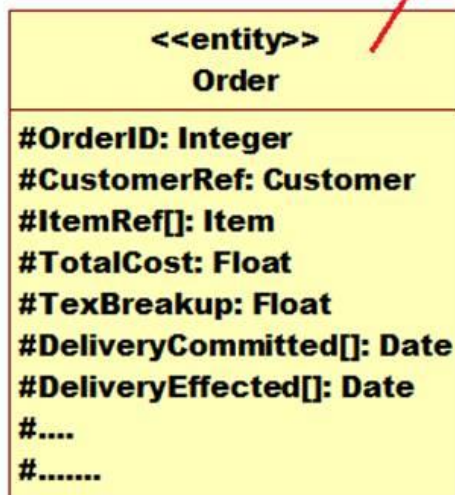 <<entity>>
Order
#OrderID: Integer
#CustomerRef: Customer
#ItemRef[]: Item
#TotalCost: Float
#TexBreakup: Float
#DeliveryCommitted[]: Date
#DeliveryEffected[]: Date
#....
#.......